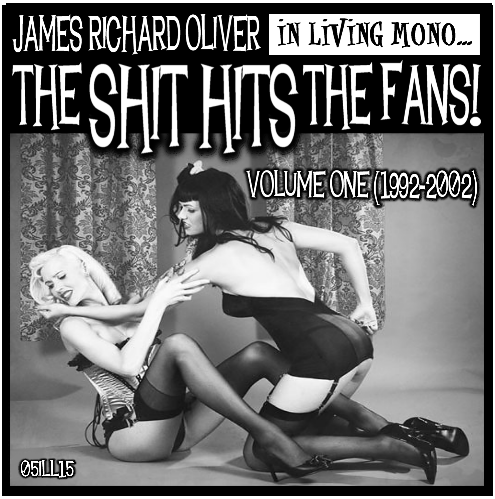 JAMES RICHARD OLIVER
iN LiViNG MONO...
THE SHIT HITS THE FANS!
VOLUME ONE (1992-2002)
05ILL15